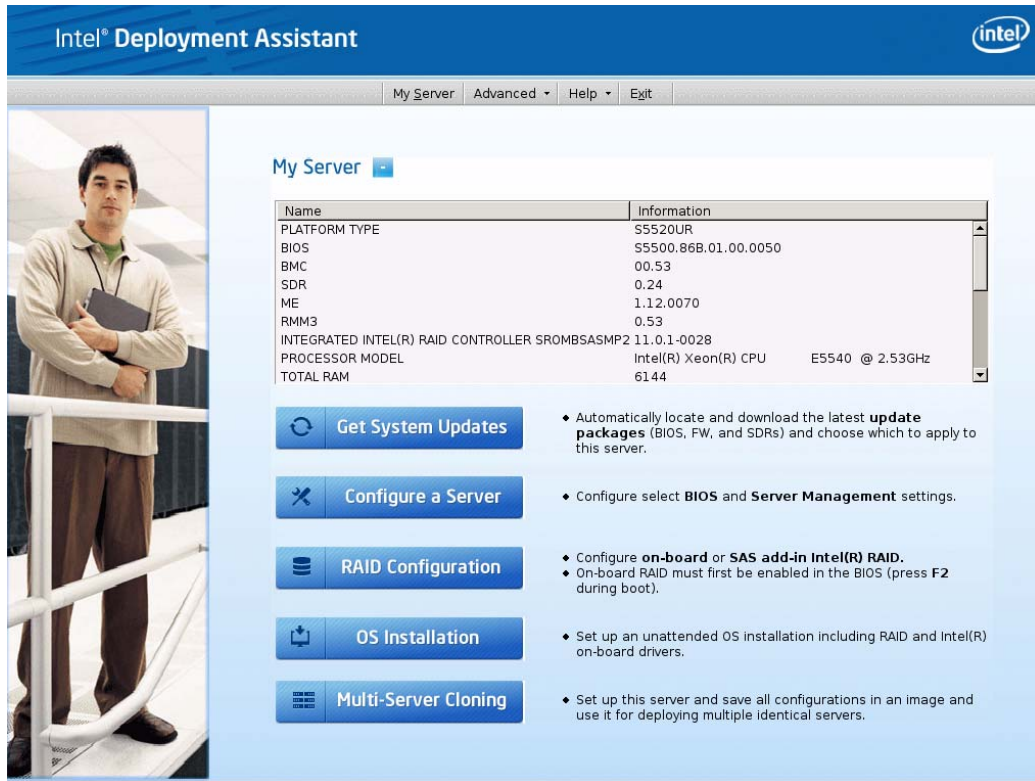 Intel® Deployment Assistant
intel
My Server Advanced Help Exit
My Server
Name Information
PLATFORM TYPE S5520UR
BIOS S5500.86B.01.00.0050
BMC 00.53
SDR 0.24
ME 1.12.0070
RMM3 0.53
INTEGRATED INTEL(R) RAID CONTROLLER SROMBSASMP2 11.0.1-0028
PROCESSOR MODEL Intel(R) Xeon(R) CPU E5540 @ 2.53GHz
TOTAL RAM 6144
Get System Updates
◆ Automatically locate and download the latest update
packages (BIOS, FW, and SDRs) and choose which to apply to
this server.
Configure a Server
◆ Configure select BIOS and Server Management settings.
RAID Configuration
◆ Configure on-board or SAS add-in Intel(R) RAID.
◆ On-board RAID must first be enabled in the BIOS (press F2
during boot).
OS Installation
◆ Set up an unattended OS installation including RAID and Intel(R)
on-board drivers.
Multi-Server Cloning
◆ Set up this server and save all configurations in an image and
use it for deploying multiple identical servers.